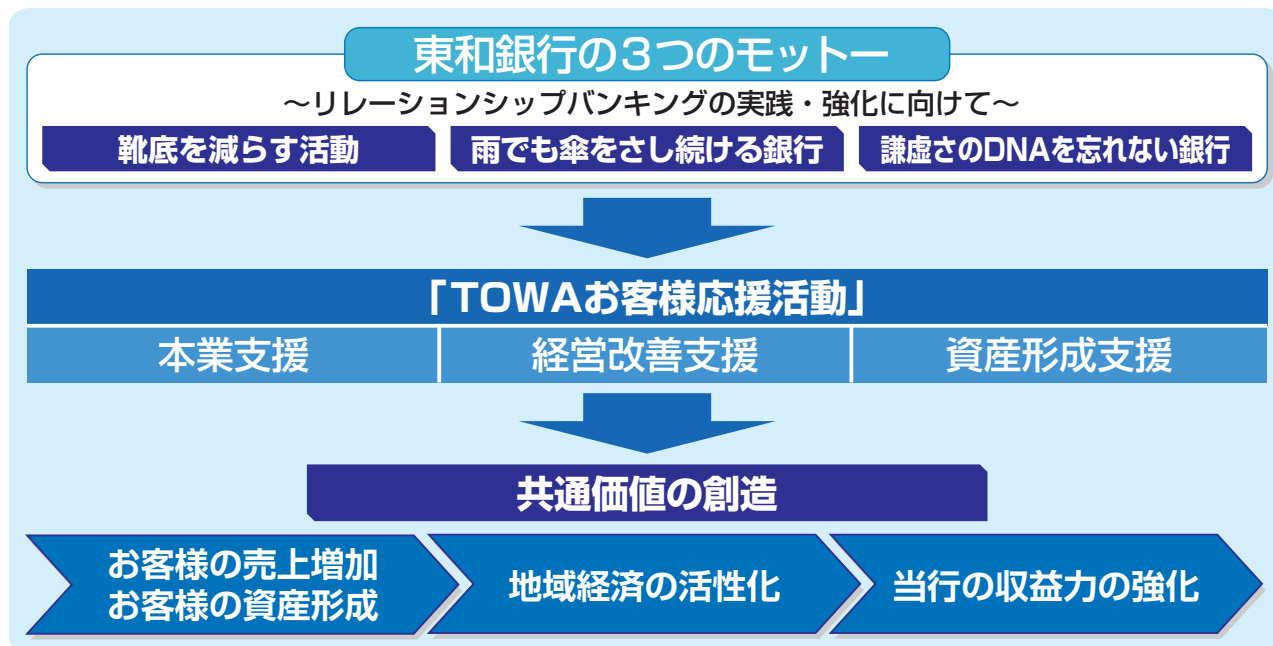 東和銀行の3つのモットー
～リレーションシップバンキングの実践・強化に向けて～
靴底を減らす活動
雨でも傘をさし続ける銀行
謙虚さのDNAを忘れない銀行
「TOWAお客様応援活動」
本業支援
経営改善支援
資産形成支援
共通価値の創造
お客様の売上増加
お客様の資産形成
地域経済の活性化
当行の収益力の強化